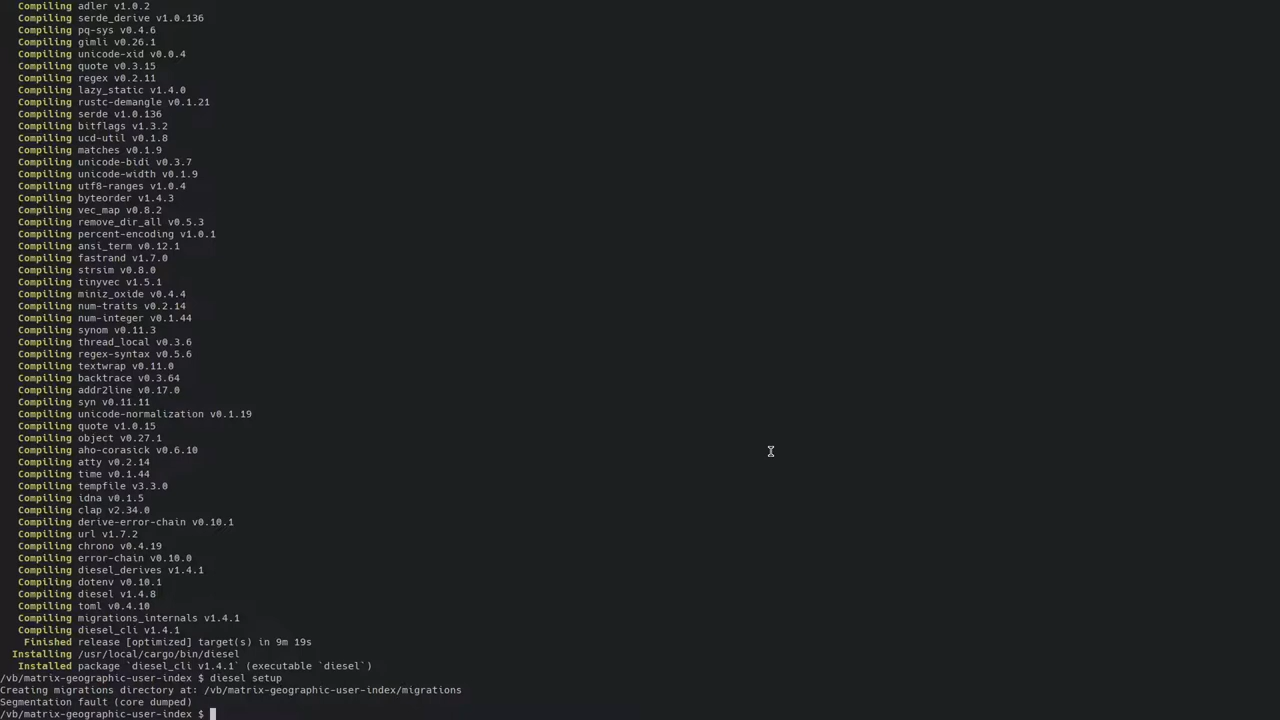 Compiling adler v1.0.2
Compiling serde_derive v1.0.136
Compiling pq-sys v0.4.6
Compiling gimli v0.26.1
Compiling unicode-xid v0.0.4
Compiling quote v0.3.15
Compiling regex v0.2.11
Compiling lazy_static v1.4.0
Compiling rustc-demangle v0.1.21
Compiling serde v1.0.136
Compiling bitflags v1.3.2
Compiling ucd-util v0.1.8
Compiling matches v0.1.9
Compiling unicode-bidi v0.3.7
Compiling unicode-width v0.1.9
Compiling utf8-ranges v1.0.4
Compiling byteorder v1.4.3
Compiling vec_map v0.8.2
Compiling remove_dir_all v0.5.3
Compiling percent-encoding v1.0.1
Compiling ansi_term v0.12.1
Compiling fastrand v1.7.0
Compiling strsim v0.8.0
Compiling tinyvec v1.5.1
Compiling miniz_oxide v0.4.4
Compiling num-traits v0.2.14
Compiling num-integer v0.1.44
Compiling synom v0.11.3
Compiling thread_local v0.3.6
Compiling regex-syntax v0.5.6
Compiling textwrap v0.11.0
Compiling backtrace v0.3.64
Compiling addr2line v0.17.0
Compiling syn v0.11.11
Compiling unicode-normalization v0.1.19
Compiling quote v1.0.15
Compiling object v0.27.1
Compiling aho-corasick v0.6.10
Compiling atty v0.2.14
Compiling time v0.1.44
Compiling tempfile v3.3.0
Compiling idna v0.1.5
Compiling clap v2.34.0
Compiling derive-error-chain v0.10.1
Compiling url v1.7.2
Compiling chrono v0.4.19
Compiling error-chain v0.10.0
Compiling diesel_derives v1.4.1
Compiling dotenv v0.10.1
Compiling diesel v1.4.8
Compiling toml v0.4.10
Compiling migrations_internals v1.4.1
Compiling diesel_cli v1.4.1
Finished release [optimized] target(s) in 9m 19s
Installing /usr/local/cargo/bin/diesel
Installed package `diesel_cli v1.4.1` (executable `diesel`)
/vb/matrix-geographic-user-index $ diesel setup
Creating migrations directory at: /vb/matrix-geographic-user-index/migrations
Segmentation fault (core dumped)
/vb/matrix-geographic-user-index $